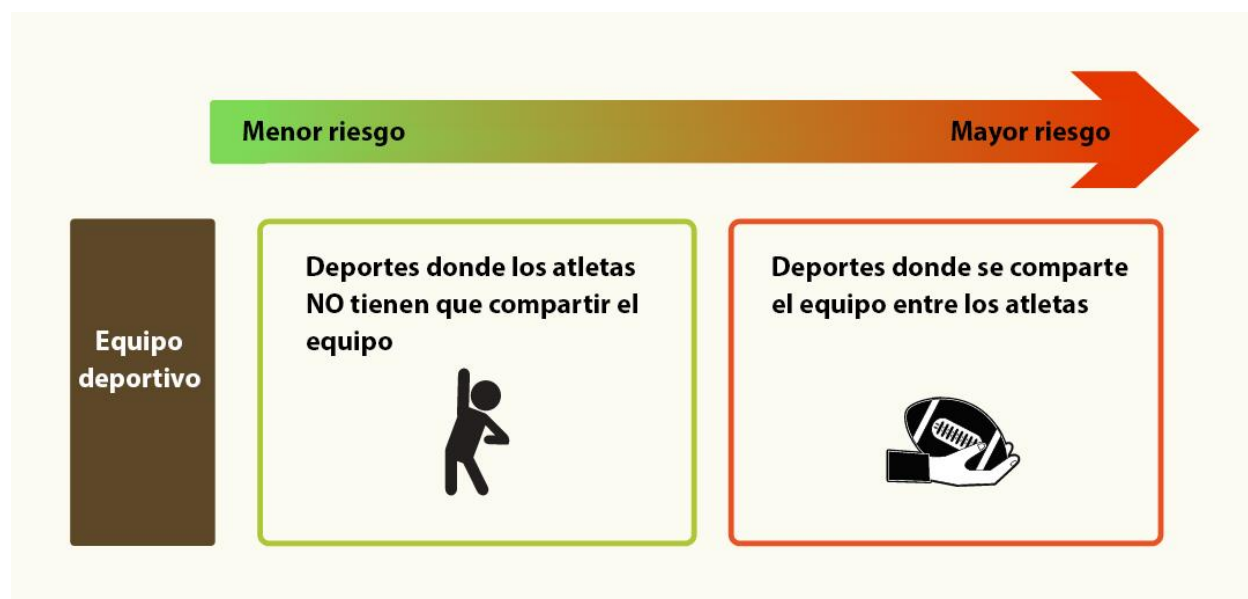 Menor riesgo
Mayor riesgo
Equipo
deportivo
Deportes donde los atletas
NO tienen que compartir el
equipo
Deportes donde se comparte
el equipo entre los atletas